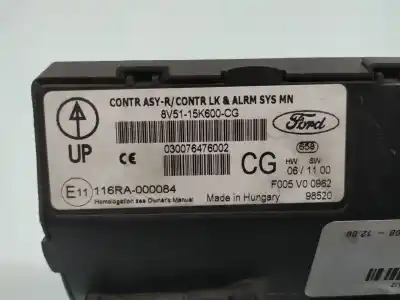 CONTR ASY-R/CONTR LK & ALRM SYS MN
8V51-15K600-CG
Ford
UP
030076476002
CE
CG
HW SW
06/11 00
E11 116RA-000084
F005 V0 0962
Homologation see Owner's Manual
Made in Hungary
98520